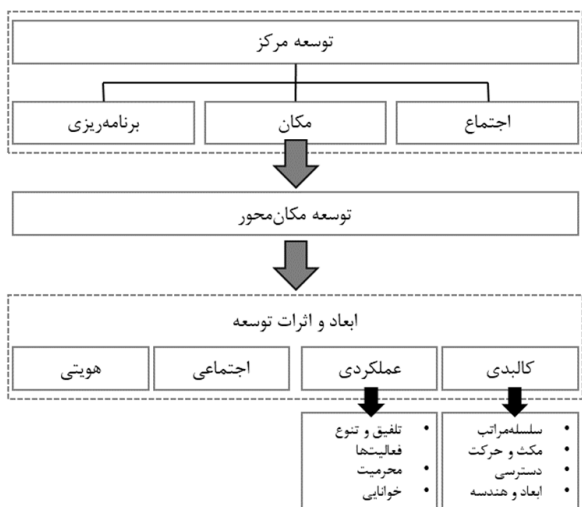 توسعه مرکز
اجتماع
مکان
برنامه‌ریزی
توسعه مکان‌محور
ابعاد و اثرات توسعه
کالبدی
عملکردی
اجتماعی
هویتی
• سلسله‌مراتب
• مکث و حرکت
• دسترسی
• ابعاد و هندسه
• تلفیق و تنوع
فعالیت‌ها
• محرمیت
• خوانایی